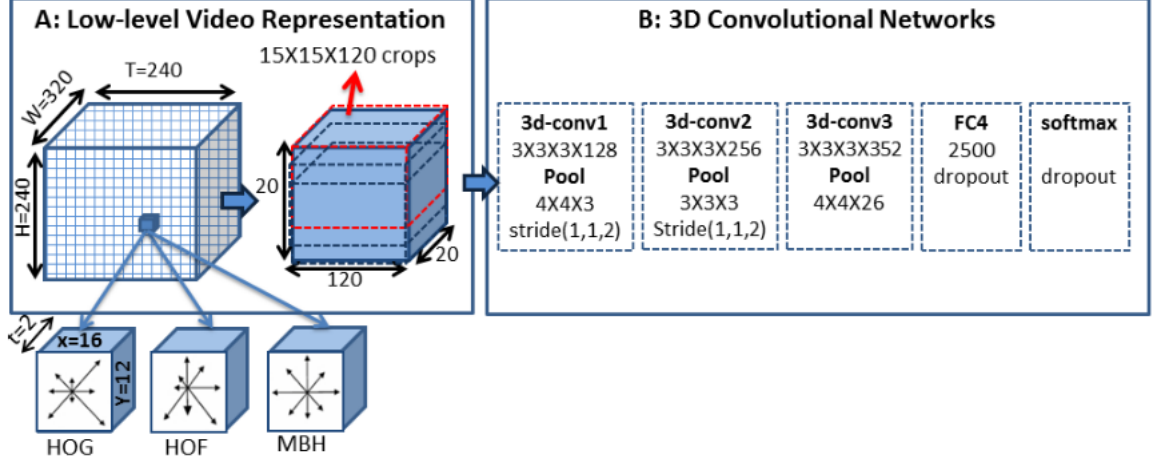 A: Low-level Video Representation
15X15X120 crops
T=240
W=320
H=240
20
120
20
t=2
x=16
Y=12
HOG
HOF
MBH
B: 3D Convolutional Networks
3d-conv1
3X3X3X128
Pool
4X4X3
stride(1,1,2)
3d-conv2
3X3X3X256
Pool
3X3X3
Stride(1,1,2)
3d-conv3
3X3X3X352
Pool
4X4X26
FC4
2500
dropout
softmax
dropout